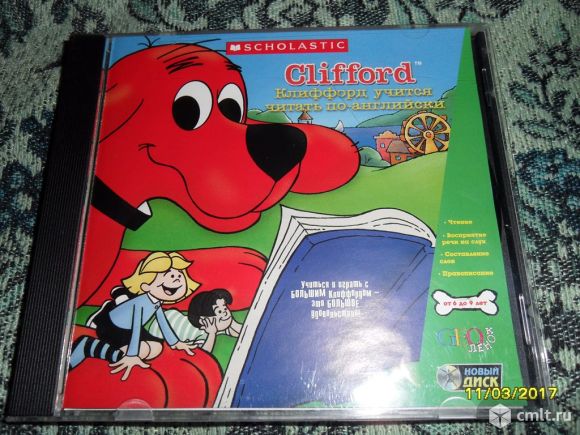 SCHOLASTIC
Clifford™
Клиффорд учится
читать по-английски
· Чтение
· Восприятие
речи на слух
· Составление
слов
· Правописание
Учиться и играть с
БОЛЬШИМ Клиффордом –
это БОЛЬШОЕ
удовольствие!
от 6 до 9 лет
НОВЫЙ
ДИСК
11/03/2017
cmlt.ru